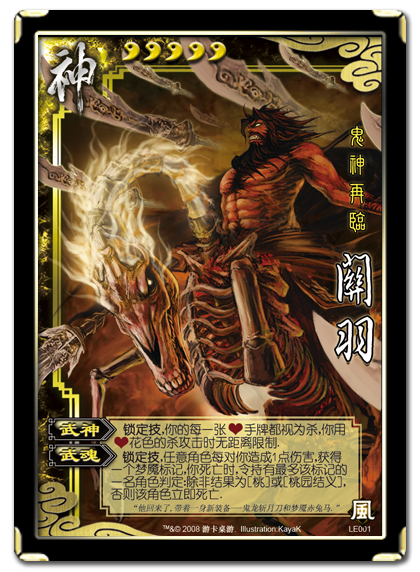 神
鬼神再臨
關羽
武神 锁定技,你的每一张♥手牌都视为杀,你用
♥花色的杀攻击时无距离限制.
武魂 锁定技,任意角色每对你造成1点伤害,获得
一个梦魇标记,你死亡时,令持有最多该标记的
一名角色判定:除非结果为[桃]或[桃园结义],
否则该角色立即死亡.
“他回来了,带着一身新装备——鬼龙斩月刀和梦魇赤兔马.”
風
™&© 2008 游卡桌游. Illustration:KayaK
LE001